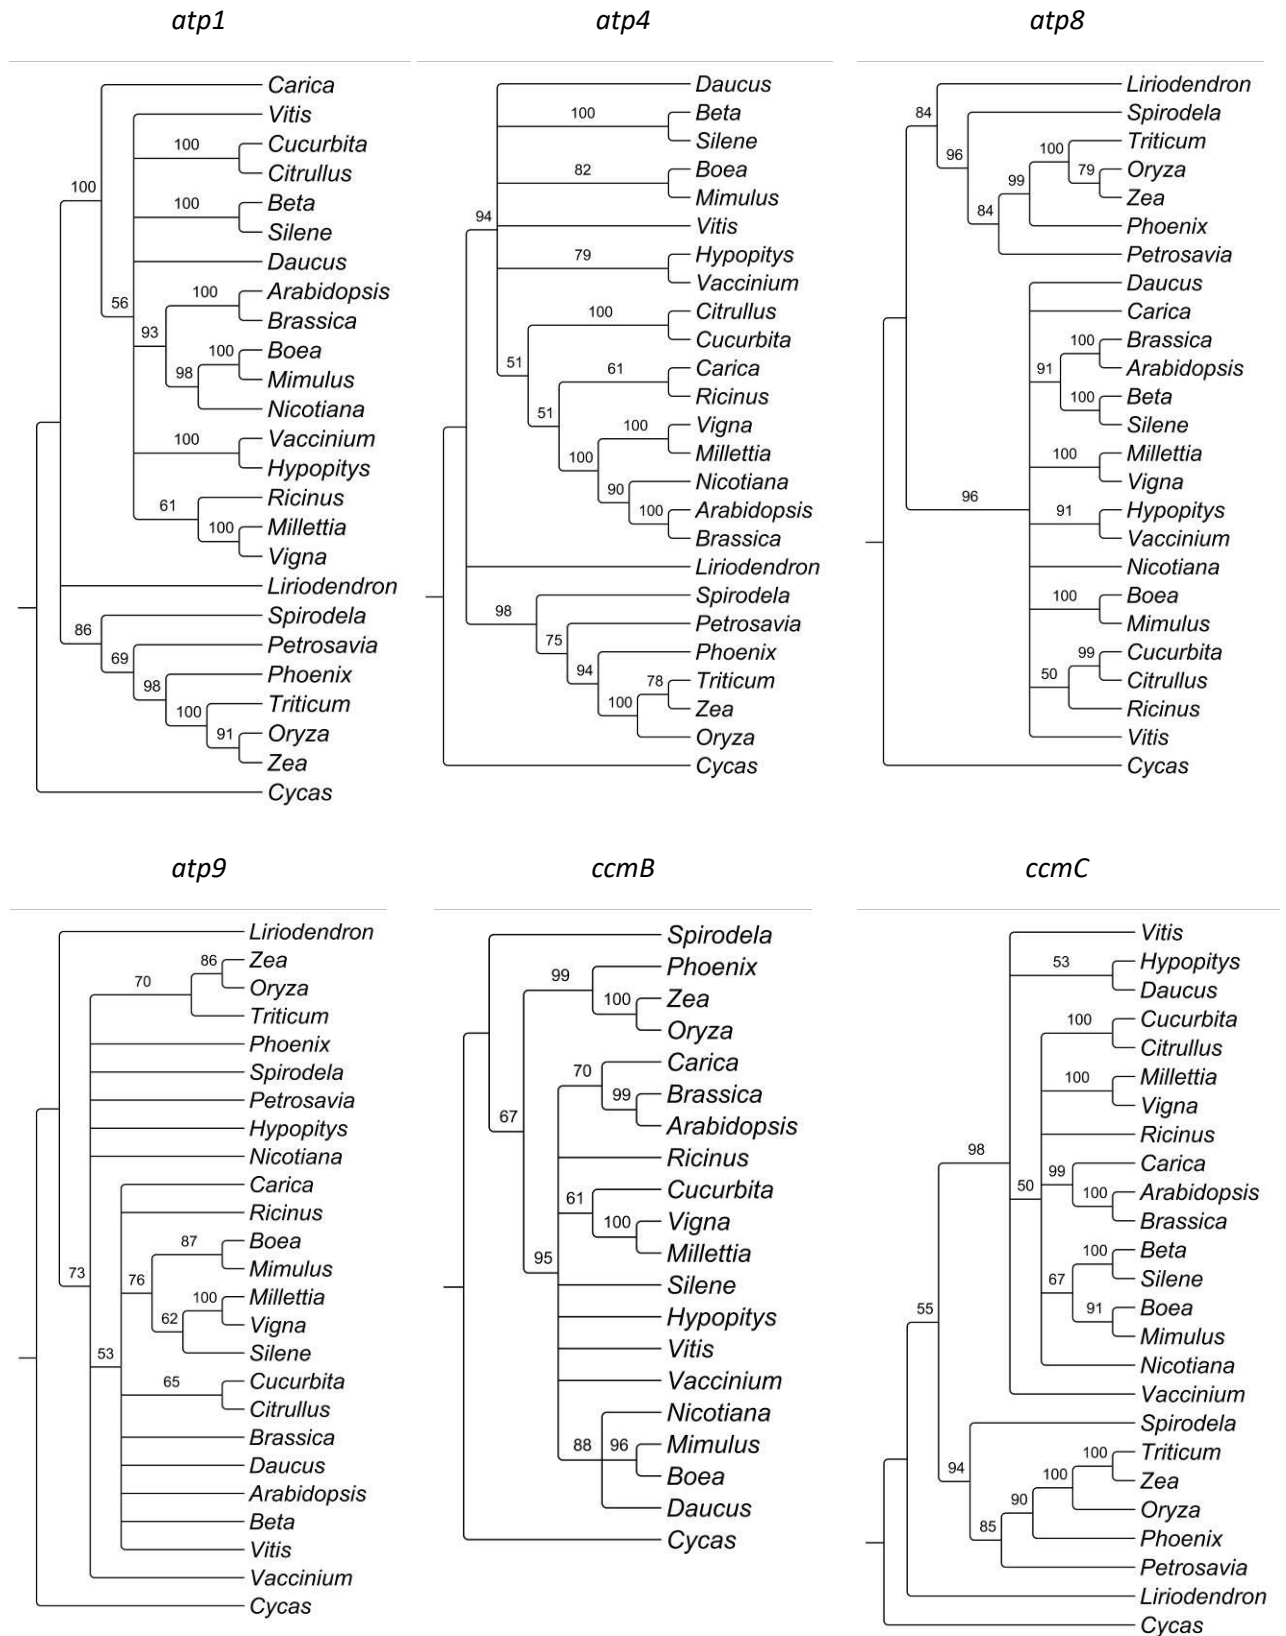 atp1
Carica
Vitis
100
Cucurbita
Citrullus
100
100
Beta
Silene
Daucus
56
100
Arabidopsis
Brassica
93
100
Boea
Mimulus
98
Nicotiana
100
Vaccinium
Hypopitys
61
Ricinus
100
Millettia
Vigna
Liriodendron
86
Spirodela
69
Petrosavia
98
Phoenix
100
Triticum
91
Oryza
Zea
Cycas
atp4
Daucus
100
Beta
Silene
82
Boea
Mimulus
94
Vitis
79
Hypopitys
Vaccinium
100
Citrullus
Cucurbita
51
61
Carica
Ricinus
51
100
Vigna
Millettia
100
90
Nicotiana
100
Arabidopsis
Brassica
Liriodendron
98
Spirodela
75
Petrosavia
94
Phoenix
78
Triticum
100
Zea
Oryza
Cycas
atp8
Liriodendron
84
Spirodela
96
100
Triticum
79
Oryza
99
Zea
84
Phoenix
Petrosavia
Daucus
Carica
100
Brassica
91
Arabidopsis
100
Beta
Silene
100
Millettia
Vigna
96
91
Hypopitys
Vaccinium
Nicotiana
100
Boea
Mimulus
99
Cucurbita
50
Citrullus
Ricinus
Vitis
Cycas
atp9
Liriodendron
86
Zea
70
Oryza
Triticum
Phoenix
Spirodela
Petrosavia
Hypopitys
Nicotiana
73
Carica
Ricinus
87
Boea
76
Mimulus
100
Millettia
62
Vigna
53
Silene
65
Cucurbita
Citrullus
Brassica
Daucus
Arabidopsis
Beta
Vitis
Vaccinium
Cycas
ccmB
Spirodela
99
Phoenix
100
Zea
Oryza
67
70
Carica
99
Brassica
Arabidopsis
Ricinus
61
Cucurbita
100
Vigna
95
Millettia
Silene
Hypopitys
Vitis
Vaccinium
88
Nicotiana
96
Mimulus
Boea
Daucus
Cycas
ccmC
Vitis
53
Hypopitys
Daucus
100
Cucurbita
Citrullus
100
Millettia
Vigna
98
Ricinus
50
99
Carica
100
Arabidopsis
Brassica
100
Beta
67
Silene
55
91
Boea
Mimulus
Nicotiana
Vaccinium
94
Spirodela
100
Triticum
100
Zea
90
Oryza
85
Phoenix
Petrosavia
Liriodendron
Cycas